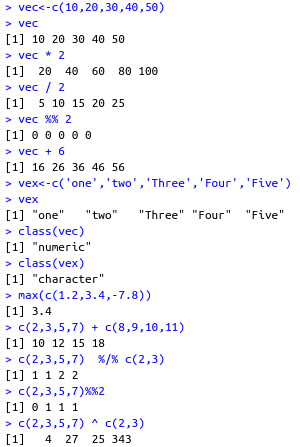 > vec<-c(10,20,30,40,50)
> vec
[1] 10 20 30 40 50
> vec * 2
[1]  20  40  60  80 100
> vec / 2
[1]  5 10 15 20 25
> vec %% 2
[1] 0 0 0 0 0
> vec + 6
[1] 16 26 36 46 56
> vex<-c('one','two','Three','Four','Five')
> vex
[1] "one"   "two"   "Three" "Four"  "Five"
> class(vec)
[1] "numeric"
> class(vex)
[1] "character"
> max(c(1.2,3.4,-7.8))
[1] 3.4
> c(2,3,5,7) + c(8,9,10,11)
[1] 10 12 15 18
> c(2,3,5,7)  %/% c(2,3)
[1] 1 1 2 2
> c(2,3,5,7)%%2
[1] 0 1 1 1
> c(2,3,5,7) ^ c(2,3)
[1]   4  27  25 343